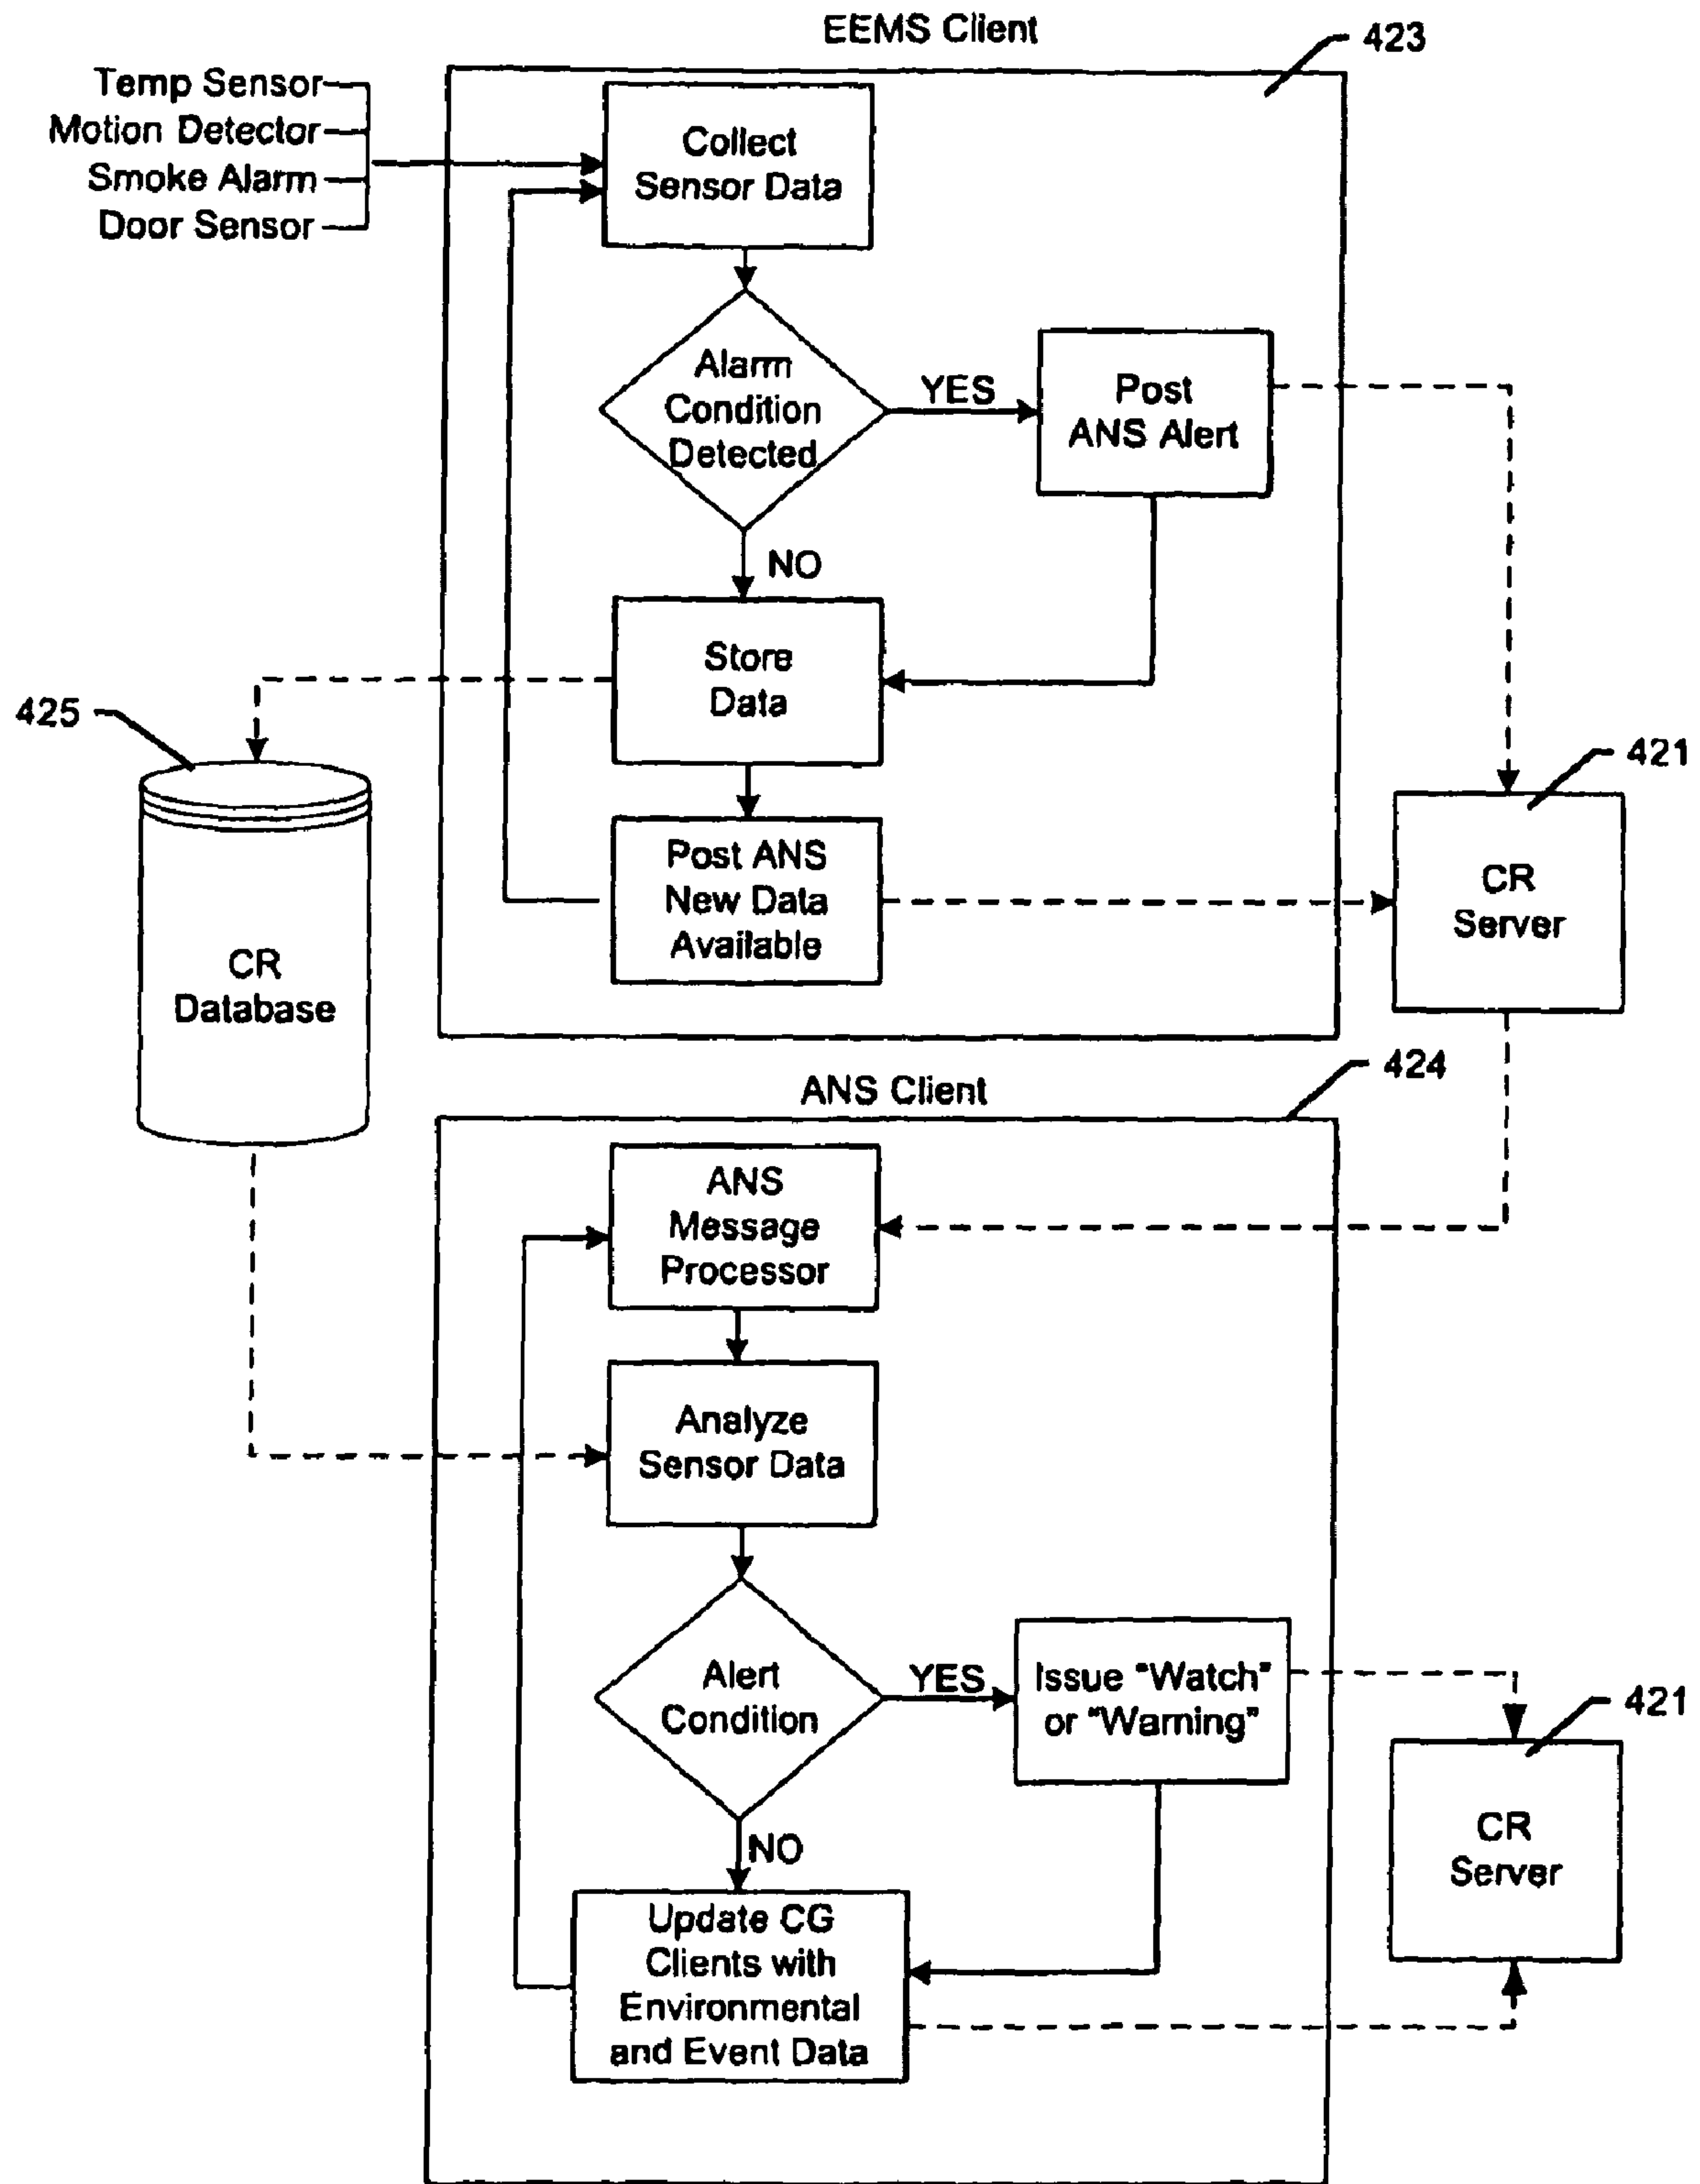 EEMS Client
423
Temp Sensor
Motion Detector
Smoke Alarm
Door Sensor
Collect
Sensor Data
Alarm
Condition
Detected
YES
Post
ANS Alert
NO
Store
Data
425
421
Post ANS
New Data
Available
CR
Server
CR
Database
424
ANS Client
ANS
Message
Processor
Analyze
Sensor Data
Alert
Condition
YES
Issue "Watch"
or "Warning"
421
NO
CR
Server
Update CG
Clients with
Environmental
and Event Data